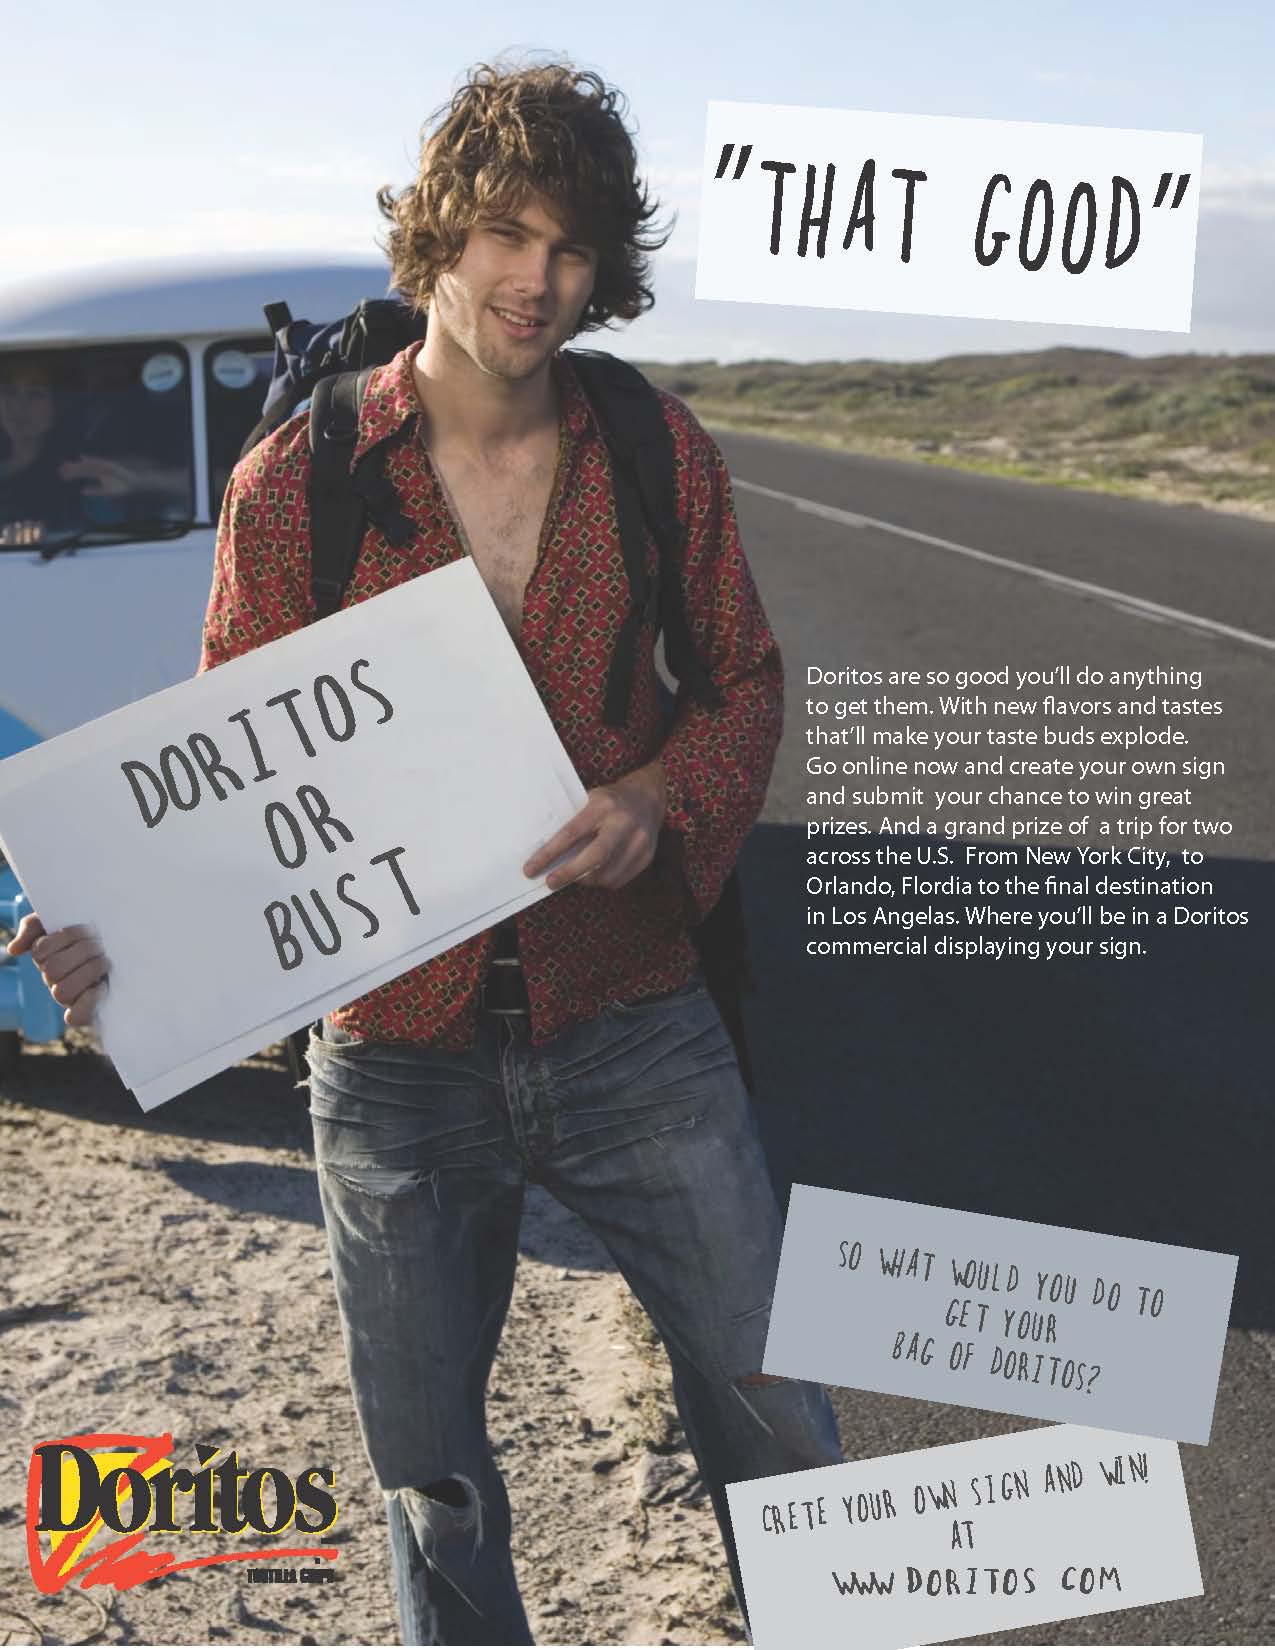 "THAT GOOD"
DORITOS
OR
BUST
Doritos are so good you'll do anything
to get them. With new flavors and tastes
that'll make your taste buds explode.
Go online now and create your own sign
and submit  your chance to win great
prizes. And a grand prize of  a trip for two
across the U.S.  From New York City,  to
Orlando, Flordia to the final destination
in Los Angelas. Where you'll be in a Doritos
commercial displaying your sign.
SO WHAT WOULD YOU DO TO
GET YOUR
BAG OF DORITOS?
CRETE YOUR OWN SIGN AND WIN!
AT
WWW DORITOS COM
Doritos
TORTILLA CHIPS